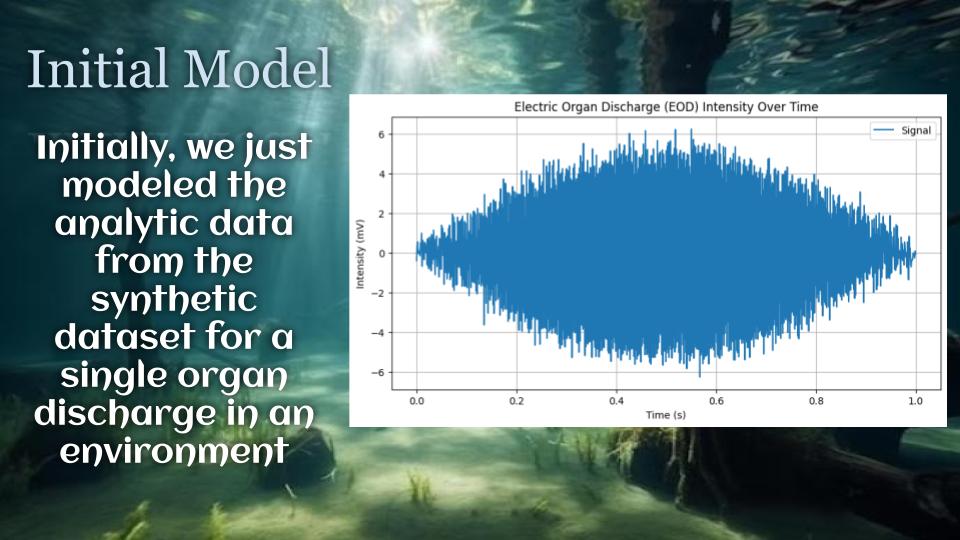 Initial Model
Initially, we just
modeled the
analytic data
from the
synthetic
dataset for a
single organ
discharge in an
environment
Electric Organ Discharge (EOD) Intensity Over Time
Signal
Intensity (mV)
6
4
2
0
−2
−4
−6
0.0 0.2 0.4 0.6 0.8 1.0
Time (s)